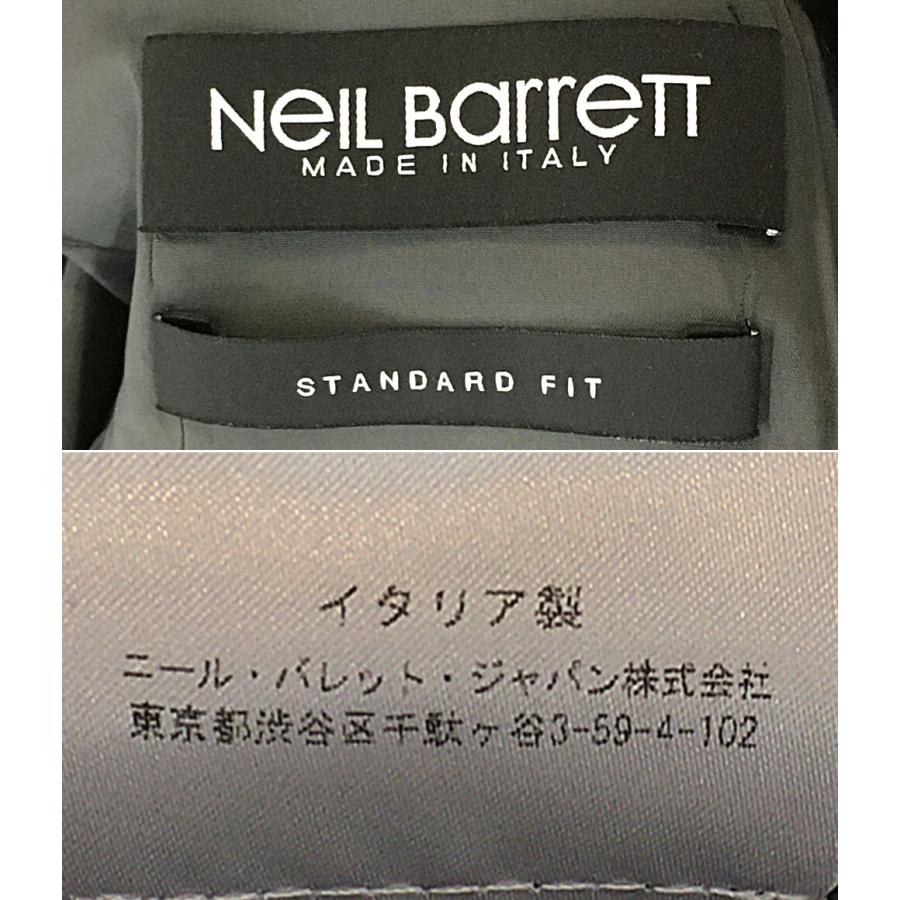 NeIL BarreTT
MADE IN ITALY
STANDARD FIT
イタリア製
ニール・バレット・ジャパン株式会社
東京都渋谷区千駄ヶ谷3-59-4-102